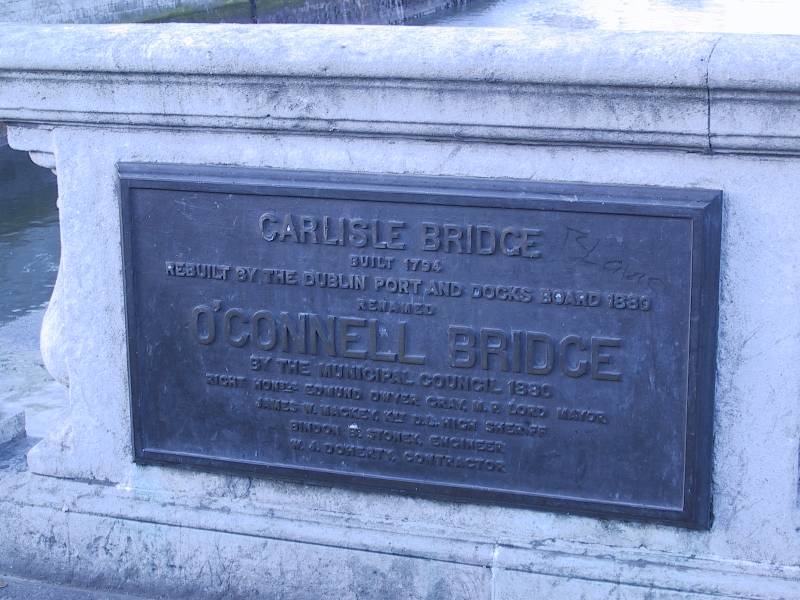 CARLISLE BRIDGE
BUILT 1794
REBUILT BY THE DUBLIN PORT AND DOCKS BOARD 1880
RENAMED
O'CONNELL BRIDGE
BY THE MUNICIPAL COUNCIL 1880
RIGHT HONBLE EDMUND DWYER GRAY, M.P. LORD MAYOR
JAMES W. MACKEY, KNT D.L. HIGH SHERIFF
BINDON B. STONEY, ENGINEER
W. J. DOHERTY, CONTRACTOR